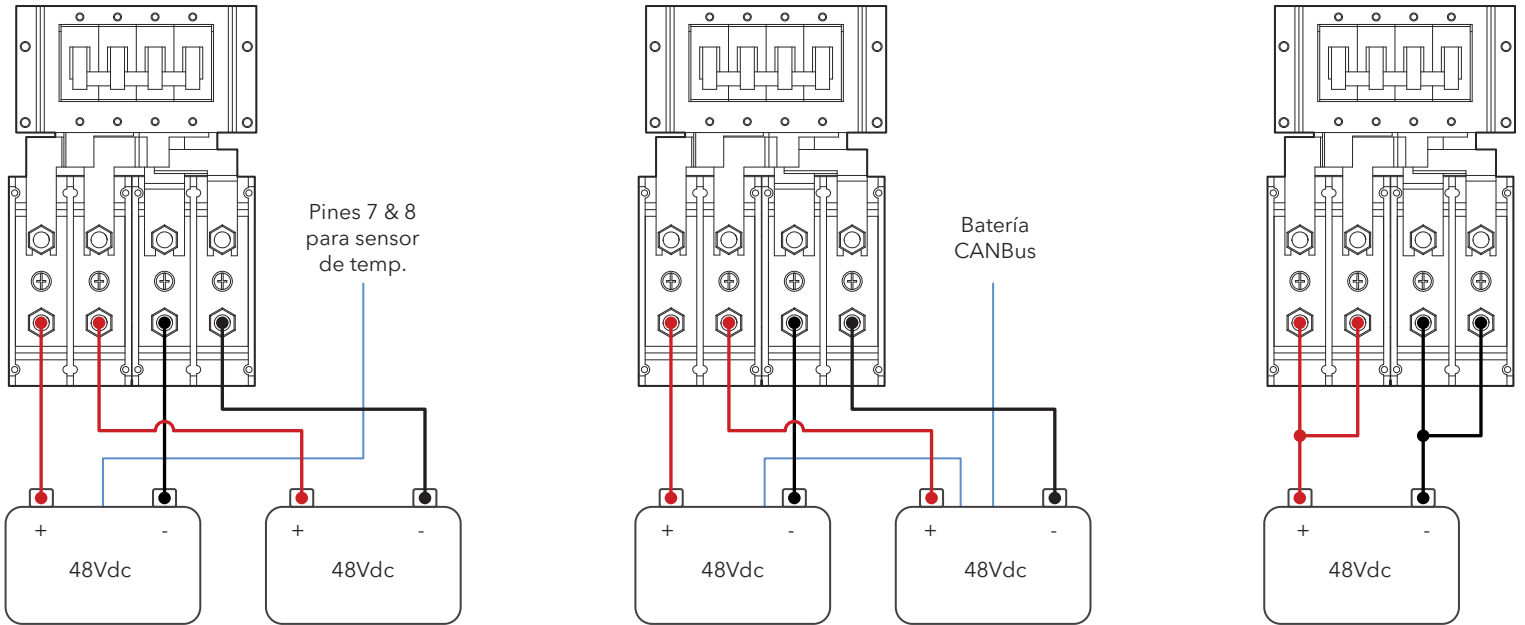 Pines 7 & 8
para sensor
de temp.
Batería
CANBus
+ -
48Vdc
+ -
48Vdc
+ -
48Vdc
+ -
48Vdc
+ -
48Vdc